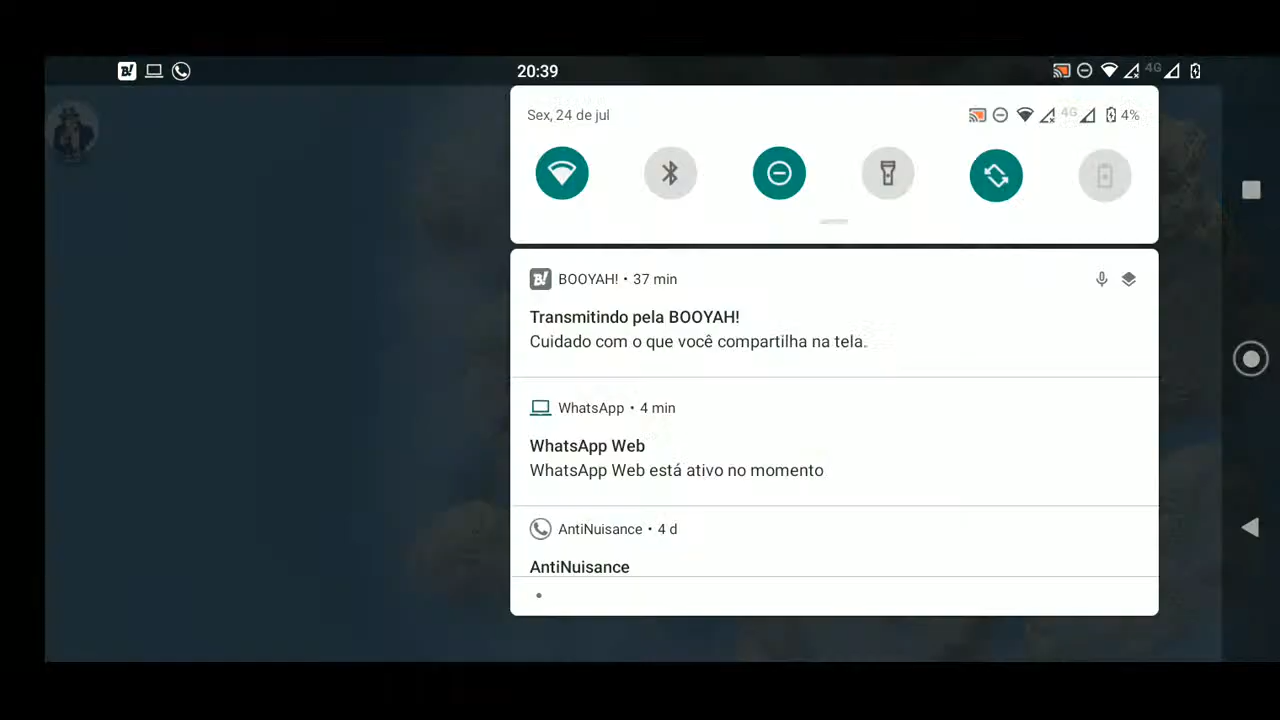 20:39
4G
Sex, 24 de jul
4G
4%
BOOYAH! • 37 min
Transmitindo pela BOOYAH!
Cuidado com o que você compartilha na tela.
WhatsApp • 4 min
WhatsApp Web
WhatsApp Web está ativo no momento
AntiNuisance • 4 d
AntiNuisance